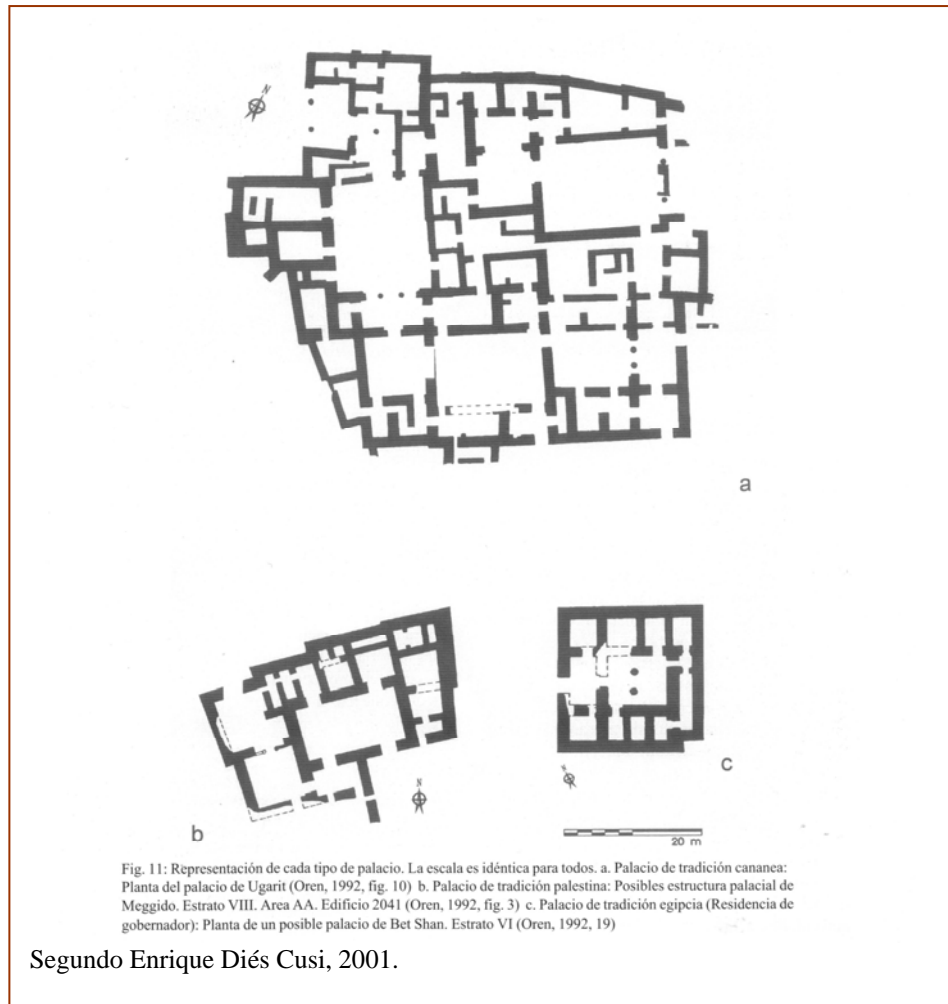 N
a
N
N
b
c
20 m
Fig. 11: Representación de cada tipo de palacio. La escala es idéntica para todos. a. Palacio de tradición cananea:
Planta del palacio de Ugarit (Oren, 1992, fig. 10) b. Palacio de tradición palestina: Posibles estructura palacial de
Meggido. Estrato VIII. Area AA. Edificio 2041 (Oren, 1992, fig. 3) c. Palacio de tradición egipcia (Residencia de
gobernador): Planta de un posible palacio de Bet Shan. Estrato VI (Oren, 1992, 19)
Segundo Enrique Diés Cusi, 2001.